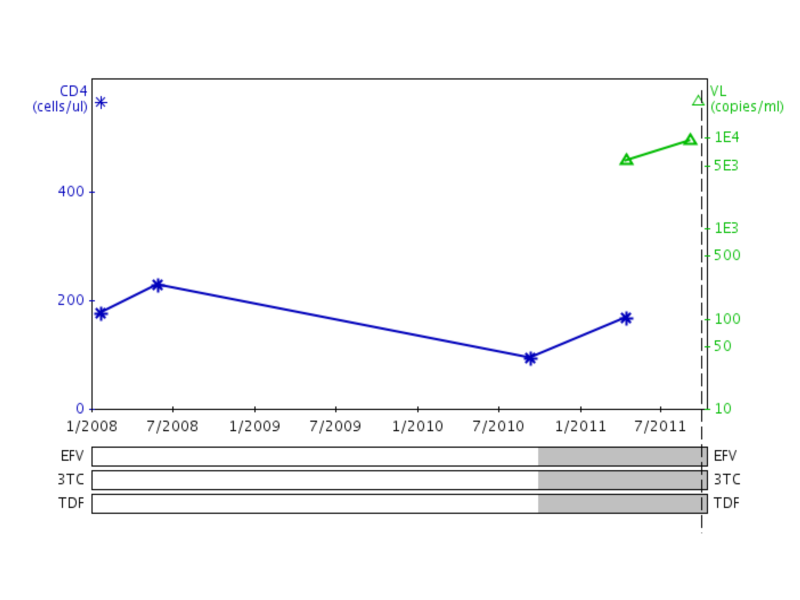 CD4
(cells/ul)
VL
(copies/ml)
1E4
5E3
400
1E3
500
200
100
50
0
10
1/2008 7/2008 1/2009 7/2009 1/2010 7/2010 1/2011 7/2011
EFV EFV
3TC 3TC
TDF TDF